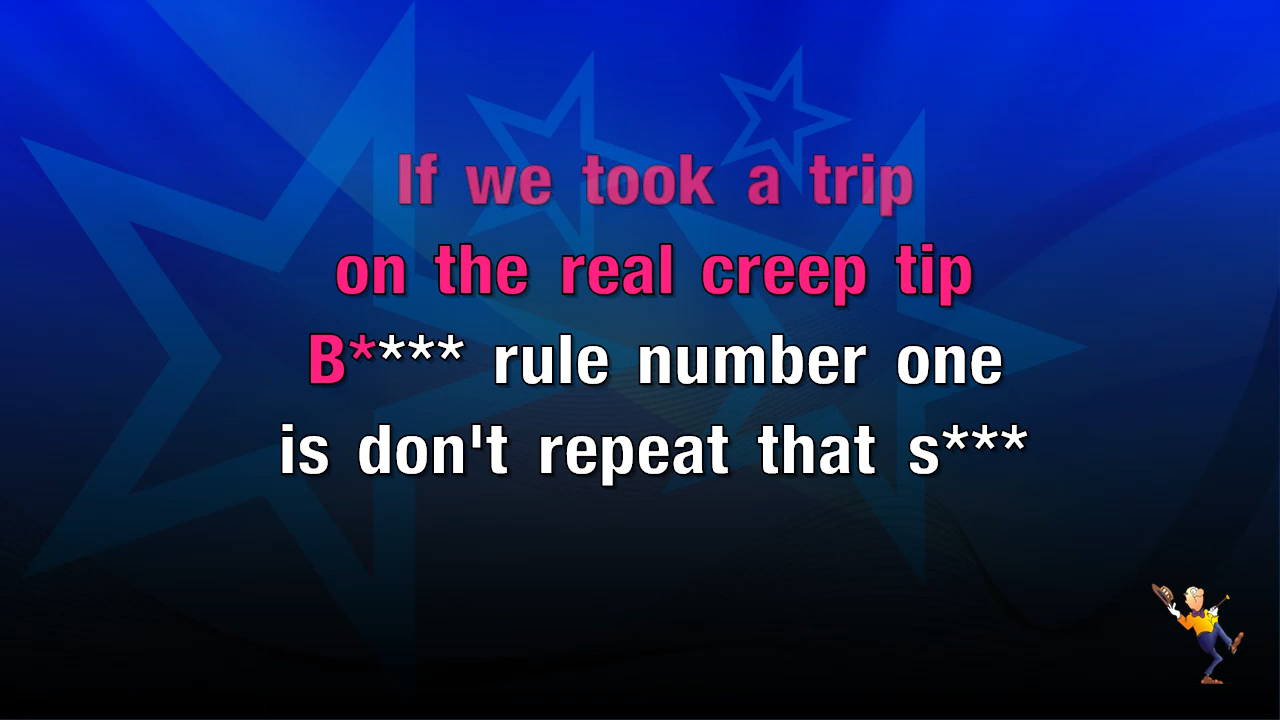 If we took a trip
on the real creep tip
B**** rule number one
is don't repeat that s***